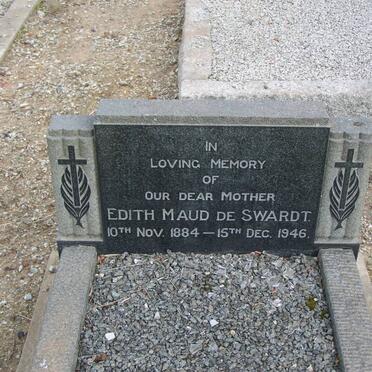 IN
LOVING MEMORY
OF
OUR DEAR MOTHER
EDITH MAUD DE SWARDT.
10TH NOV. 1884 — 15TH DEC. 1946.